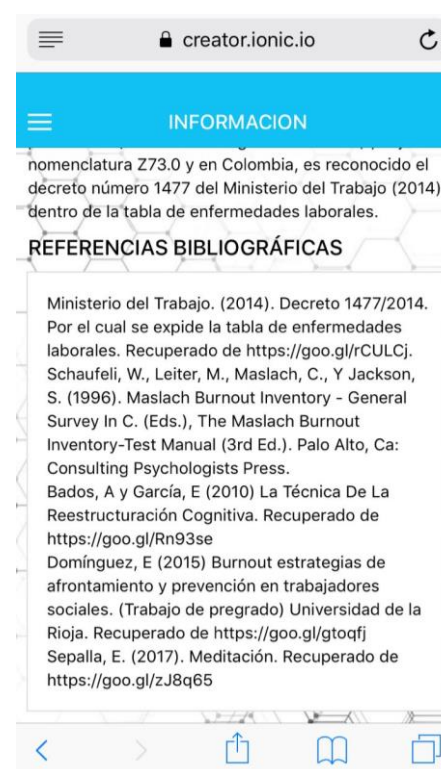 creator.ionic.io
INFORMACION
nomenclatura Z73.0 y en Colombia, es reconocido el
decreto número 1477 del Ministerio del Trabajo (2014)
dentro de la tabla de enfermedades laborales.
REFERENCIAS BIBLIOGRÁFICAS
Ministerio del Trabajo. (2014). Decreto 1477/2014.
Por el cual se expide la tabla de enfermedades
laborales. Recuperado de https://goo.gl/rCULCj.
Schaufeli, W., Leiter, M., Maslach, C., Y Jackson,
S. (1996). Maslach Burnout Inventory - General
Survey In C. (Eds.), The Maslach Burnout
Inventory-Test Manual (3rd Ed.). Palo Alto, Ca:
Consulting Psychologists Press.
Bados, A y García, E (2010) La Técnica De La
Reestructuración Cognitiva. Recuperado de
https://goo.gl/Rn93se
Domínguez, E (2015) Burnout estrategias de
afrontamiento y prevención en trabajadores
sociales. (Trabajo de pregrado) Universidad de la
Rioja. Recuperado de https://goo.gl/gtoqfj
Sepalla, E. (2017). Meditación. Recuperado de
https://goo.gl/zJ8q65